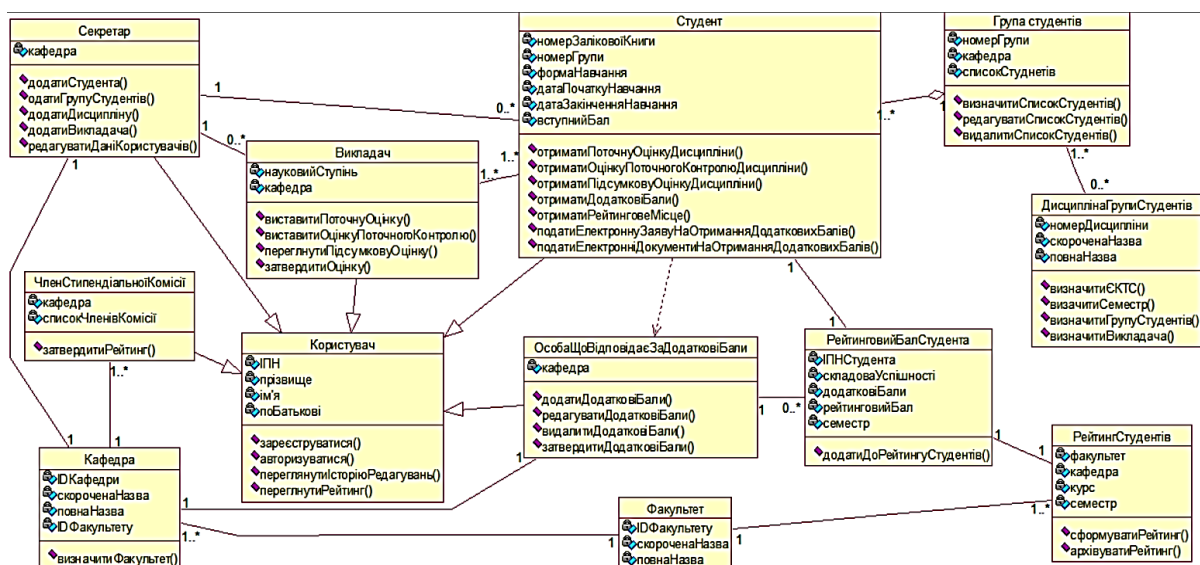 Секретар
кафедра
додатиСтудента()
одатиГрупуСтудентів()
додатиДисципліну()
додатиВикладача()
редагуватиДаніКористувачів()
1
0..*
1
0..*
1
Студент
номерЗаліковоїКниги
номерГрупи
формаНавчання
датаПочаткуНавчання
датаЗакінченняНавчання
вступнийБал
отриматиПоточнуОцінкуДисципліни()
отриматиОцінкуПоточногоКонтролюДисципліни()
отриматиПідсумковуОцінкуДисципліни()
отриматиДодатковіБали()
отриматиРейтинговеМісце()
податиЕлектроннуЗаявуНаОтриманняДодатковихБалів()
податиЕлектронніДокументиНаОтриманняДодатковихБалів()
Група студентів
номерГрупи
кафедра
списокСтуднетів
визначитиСписокСтудентів()
редагуватиСписокСтудентів()
видалитиСписокСтудентів()
1..*
1
1..*
0..*
Викладач
науковийСтупінь
кафедра
виставитиПоточнуОцінку()
виставитиОцінкуПоточногоКонтролю()
переглнутиПідсумковуОцінку()
затвердитиОцінку()
1..*
1..*
ДисциплінаГрупиСтудентів
номерДисципліни
скороченаНазва
повнаНазва
визначитиЄКТС()
визачитиСеместр()
визначитиГрупуСтудентів()
визначитиВикладача()
ЧленСтипендіальноїКомісії
кафедра
списокЧленівКомісії
затвердитиРейтинг()
1..*
1
1
Користувач
ІПН
прізвище
ім'я
поБатькові
зареєструватися()
авторизуватися()
переглянутиІсторіюРедагувань()
переглнутиРейтинг()
ОсобаЩоВідповідаєЗаДодатковіБали
кафедра
додатиДодатковіБали()
редагуватиДодатковіБали()
видалитиДодатковіБали()
затвердитиДодатковіБали()
1
1
0..*
1
1
РейтинговийБалСтудента
ІПНСтудента
складоваУспішності
додатковіБали
рейтинговийБал
семестр
додатиДоРейтингуСтудентів()
1
1
РейтингСтудентів
факультет
кафедра
курс
семестр
сформуватиРейтинг()
архівуватиРейтинг()
1..*
Кафедра
IDКафедри
скороченаНазва
повнаНазва
IDФакультету
визначитиФакультет()
1
1..*
1
Факультет
IDФакультету
скороченаНазва
повнаНазва
1